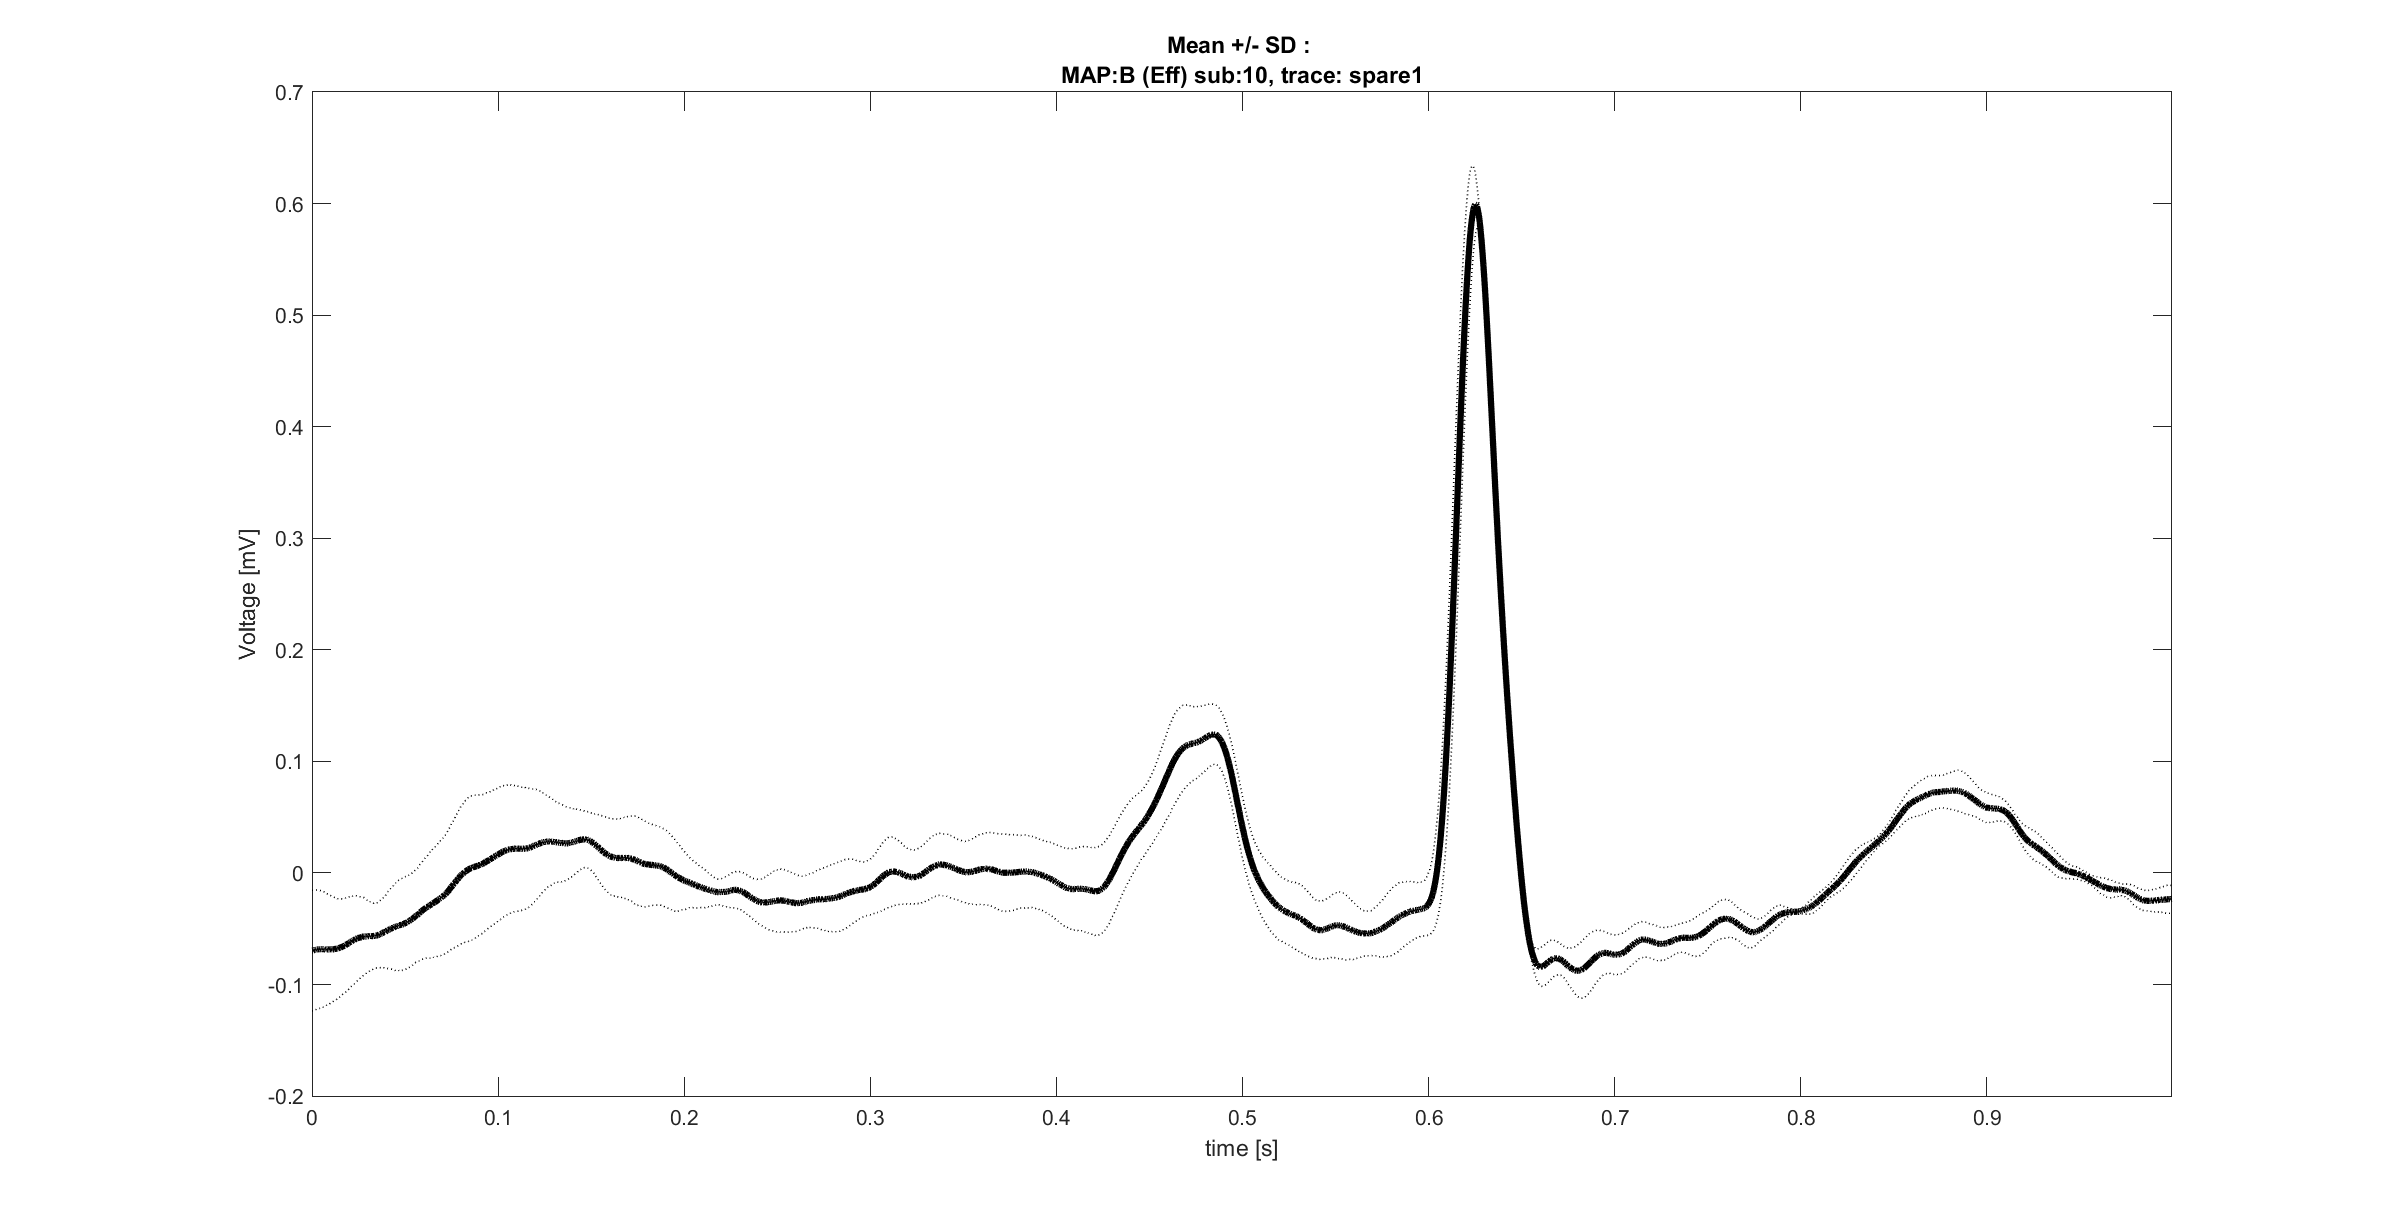 Mean +/- SD :
MAP:B (Eff) sub:10, trace: spare1
0.7
0.6
0.5
0.4
0.3
0.2
0.1
0
-0.1
-0.2
Voltage [mV]
0 0.1 0.2 0.3 0.4 0.5 0.6 0.7 0.8 0.9
time [s]